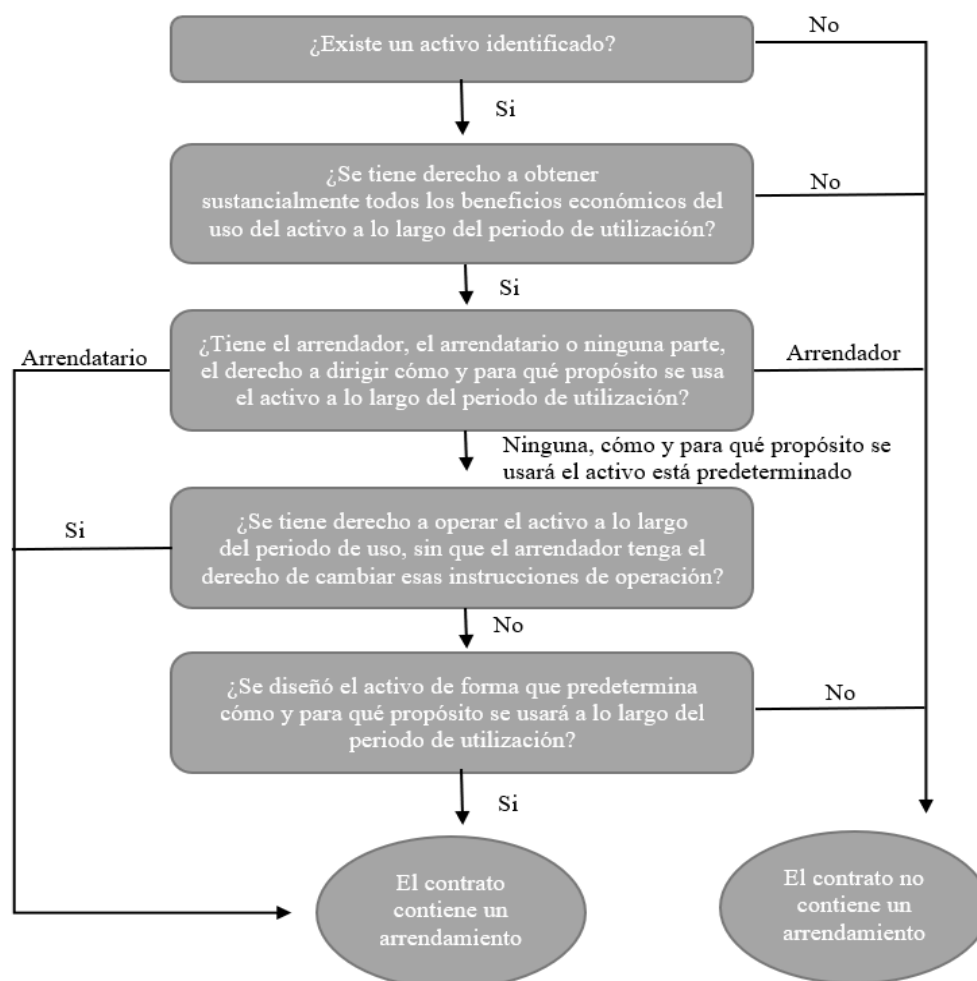 ¿Existe un activo identificado?
No
Si
¿Se tiene derecho a obtener
sustancialmente todos los beneficios económicos del
uso del activo a lo largo del periodo de utilización?
No
Si
Arrendatario
¿Tiene el arrendador, el arrendatario o ninguna parte,
el derecho a dirigir cómo y para qué propósito se usa
el activo a lo largo del periodo de utilización?
Arrendador
Ninguna, cómo y para qué propósito se
usará el activo está predeterminado
Si
¿Se tiene derecho a operar el activo a lo largo
del periodo de uso, sin que el arrendador tenga el
derecho de cambiar esas instrucciones de operación?
No
¿Se diseñó el activo de forma que predetermina
cómo y para qué propósito se usará a lo largo del
periodo de utilización?
No
Si
El contrato
contiene un
arrendamiento
El contrato no
contiene un
arrendamiento